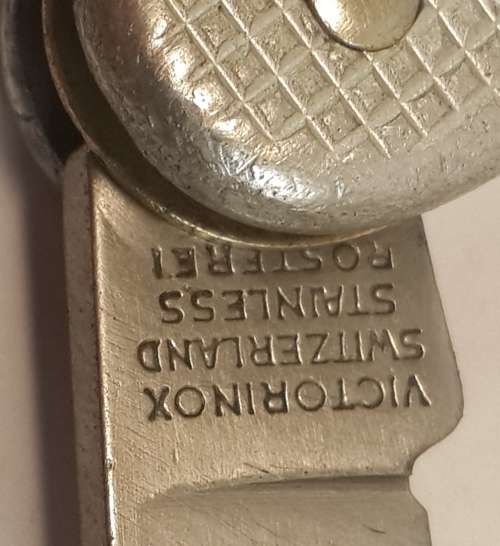 VICTORINOX
SWITZERLAND
STAINLESS
ROSTFREI